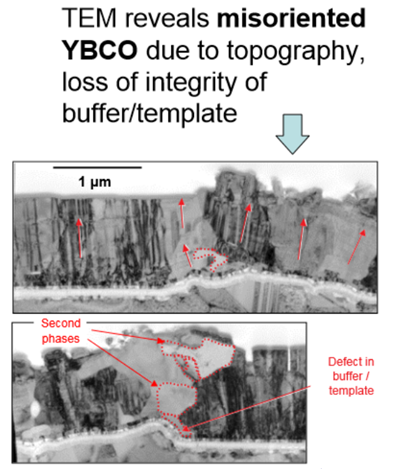 TEM reveals misoriented
YBCO due to topography,
loss of integrity of
buffer/template
1 μm
Second
phases
Defect in
buffer /
template